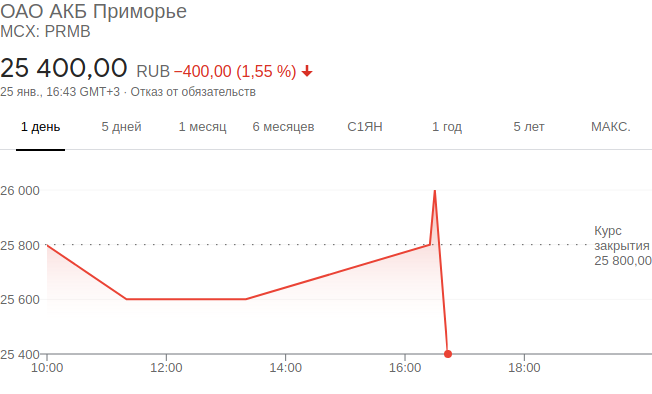 ОАО АКБ Приморье
MCX: PRMB
25 400,00 RUB −400,00 (1,55 %)
25 янв., 16:43 GMT+3 · Отказ от обязательств
1 день 5 дней 1 месяц 6 месяцев С1ЯН 1 год 5 лет МАКС.
26 000
25 800
Курс
закрытия
25 800,00
25 600
25 400
10:00 12:00 14:00 16:00 18:00